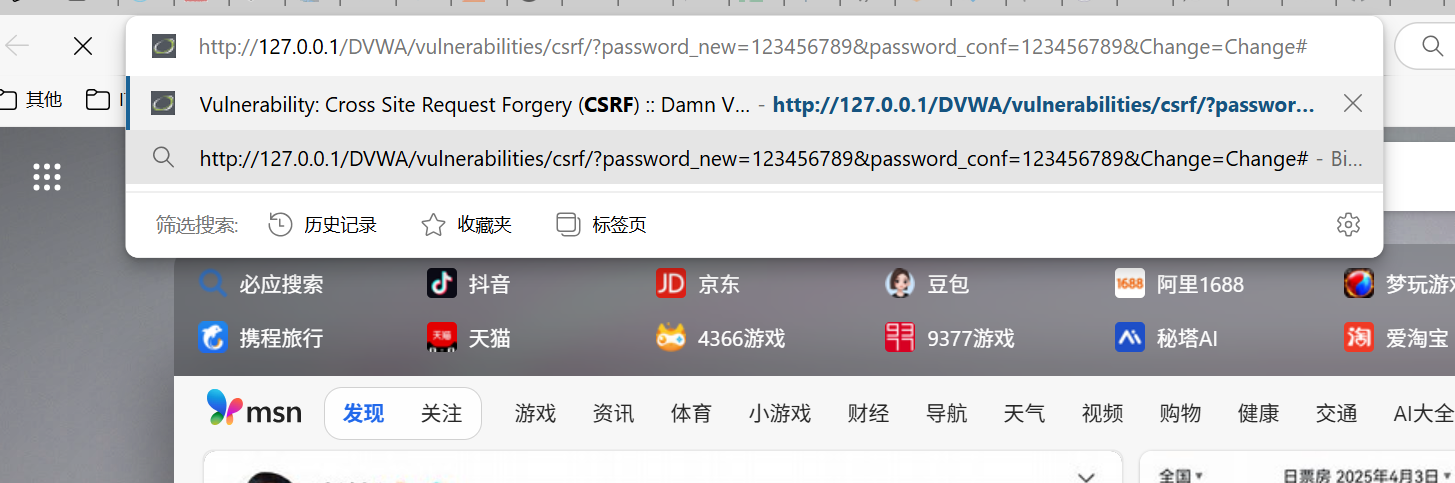 http://127.0.0.1/DVWA/vulnerabilities/csrf/?password_new=123456789&password_conf=123456789&Change=Change#
其他
Vulnerability: Cross Site Request Forgery (CSRF) :: Damn V... - http://127.0.0.1/DVWA/vulnerabilities/csrf/?passwor...
http://127.0.0.1/DVWA/vulnerabilities/csrf/?password_new=123456789&password_conf=123456789&Change=Change# - Bi...
筛选搜索: 历史记录 收藏夹 标签页
必应搜索 抖音 京东 豆包 阿里1688 梦玩游戏
携程旅行 天猫 4366游戏 9377游戏 秘塔AI 爱淘宝
msn 发现 关注 游戏 资讯 体育 小游戏 财经 导航 天气 视频 购物 健康 交通 AI大全
全国 日票房 2025年4月3日